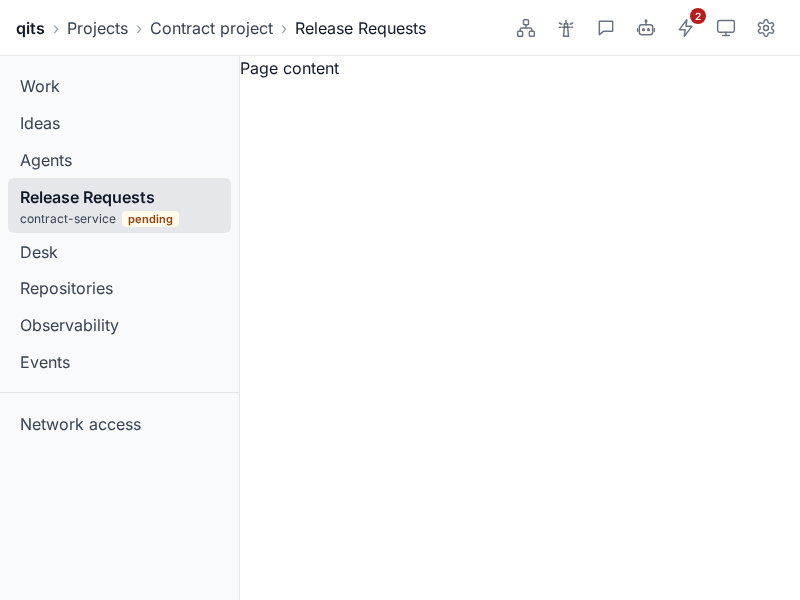 qits › Projects › Contract project › Release Requests
2
Work
Ideas
Agents
Release Requests
contract-service pending
Desk
Repositories
Observability
Events
Network access
Page content